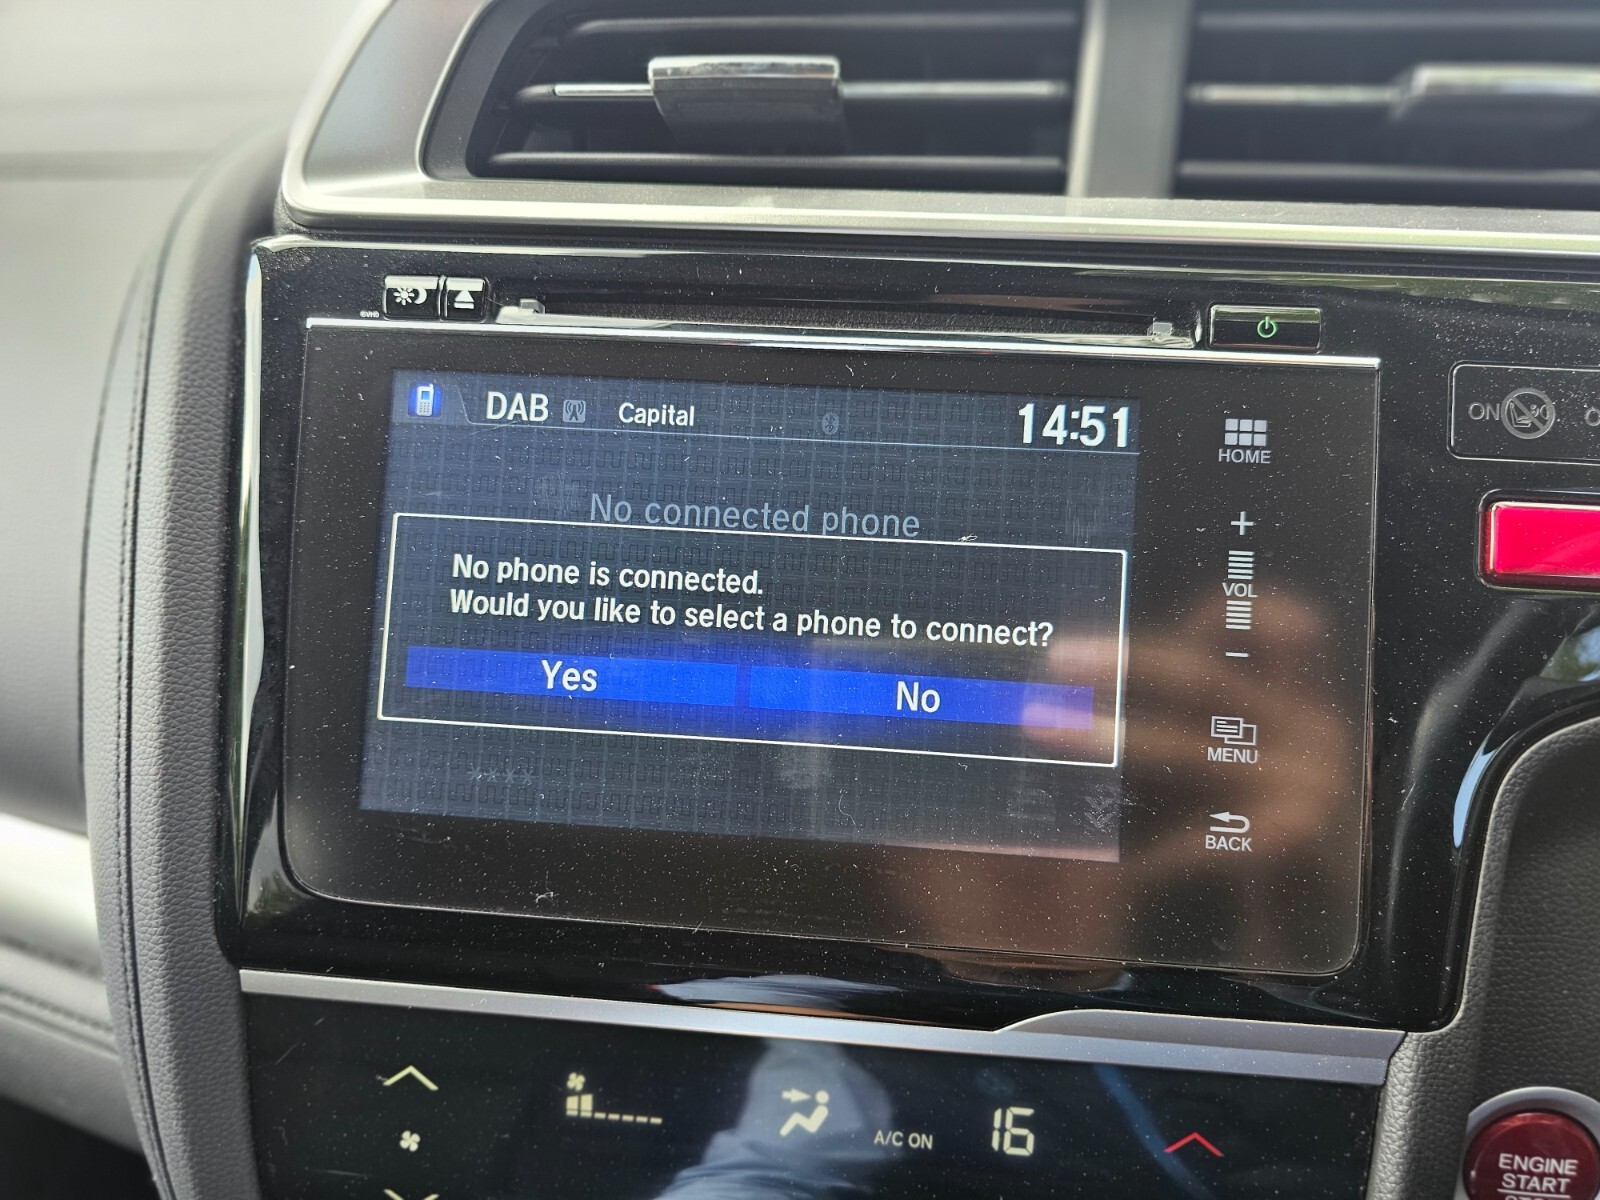 DAB
Capital
14:51
HOME
No connected phone
No phone is connected.
Would you like to select a phone to connect?
Yes
No
****
+
VOL
−
MENU
BACK
ON
A/C ON
16
ENGINE
START